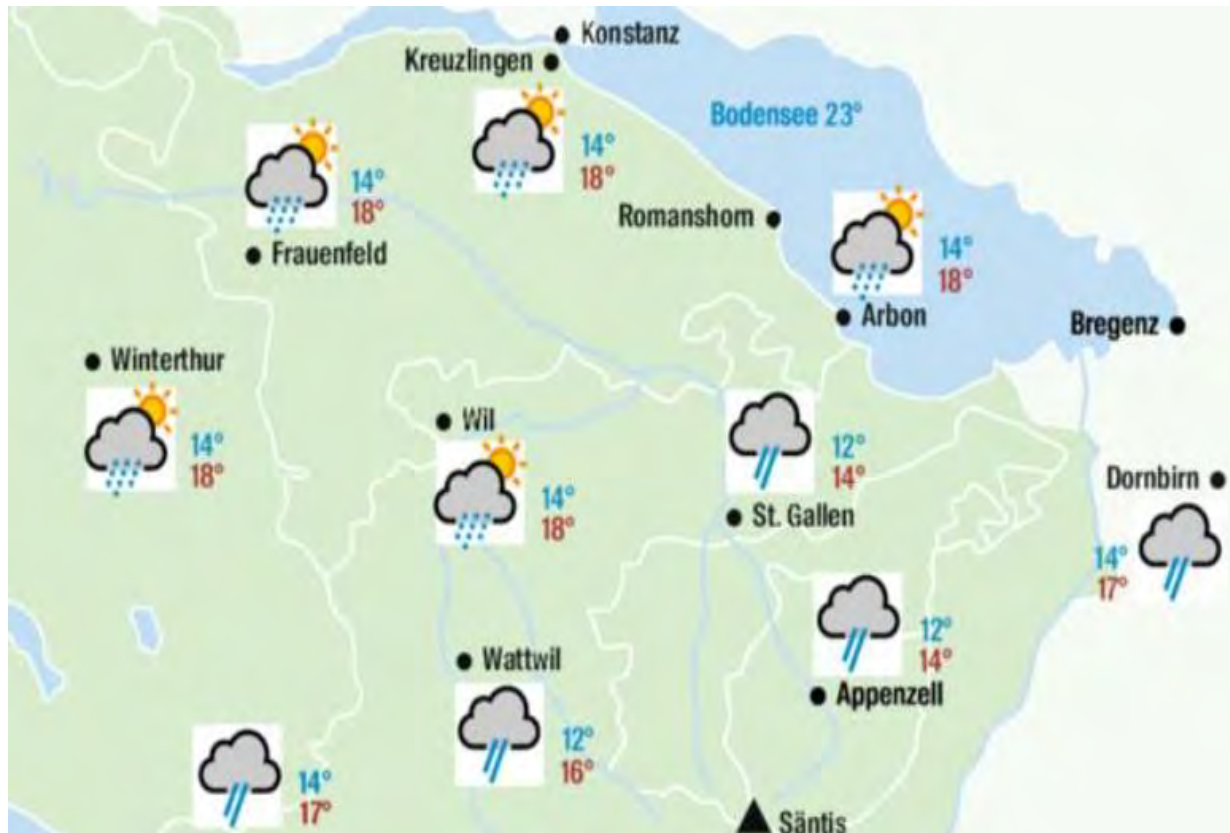 Konstanz
Kreuzlingen
Bodensee 23°
14°
18°
14°
18°
Romanshorn
14°
18°
Frauenfeld
Arbon
Bregenz
Winterthur
14°
18°
Wil
14°
18°
12°
14°
St. Gallen
Dornbirn
14°
17°
12°
14°
Wattwil
Appenzell
12°
16°
14°
17°
Säntis